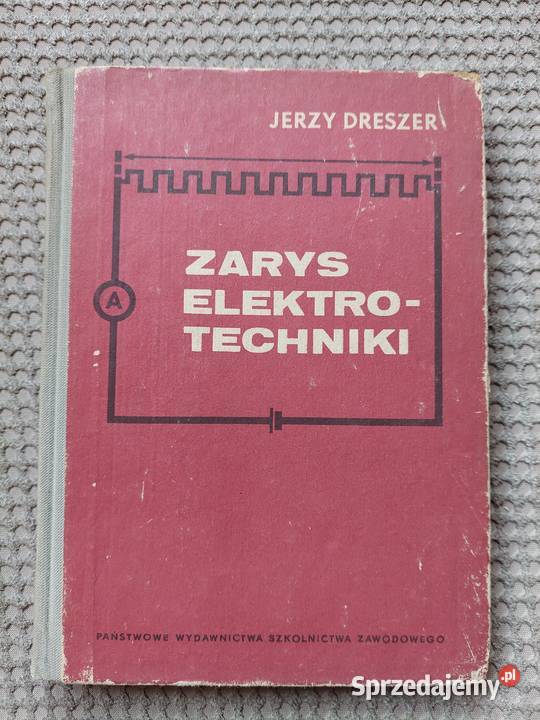 JERZY DRESZER
A
ZARYS
ELEKTRO-
TECHNIKI
PAŃSTWOWE WYDAWNICTWA SZKOLNICTWA ZAWODOWEGO
Sprzedajemy.pl